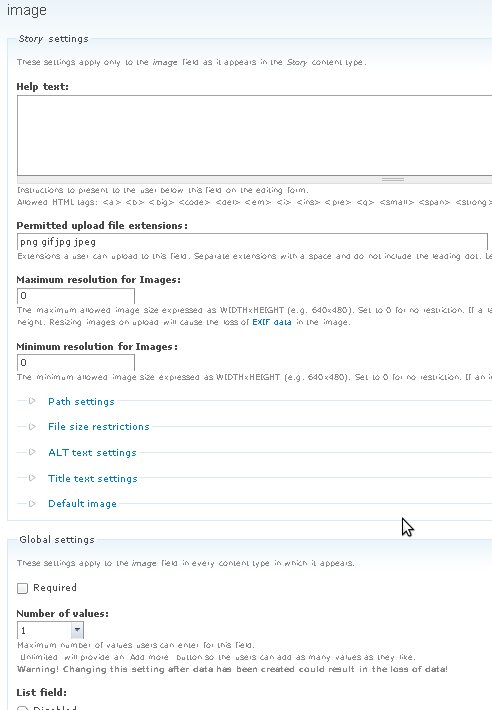 image
Story settings
These settings apply only to the image field as it appears in the Story content type.
Help text:
Instructions to present to the user below this field on the editing form.
Allowed HTML tags: <a> <b> <big> <code> <del> <em> <i> <ins> <pre> <q> <small> <span> <strong>
Permitted upload file extensions:
png gif jpg jpeg
Extensions a user can upload to this field. Separate extensions with a space and do not include the leading dot.
Maximum resolution for Images:
0
The maximum allowed image size expressed as WIDTHxHEIGHT (e.g. 640x480). Set to 0 for no restriction. If a
height. Resizing images on upload will cause the loss of EXIF data in the image.
Minimum resolution for Images:
0
The minimum allowed image size expressed as WIDTHxHEIGHT (e.g. 640x480). Set to 0 for no restriction. If an
Path settings
File size restrictions
ALT text settings
Title text settings
Default image
Global settings
These settings apply to the image field in every content type in which it appears.
Required
Number of values:
1
Maximum number of values users can enter for this field.
Unlimited will provide an Add more button so the users can add as many values as they like.
Warning! Changing this setting after data has been created could result in the loss of data!
List field:
Disabled